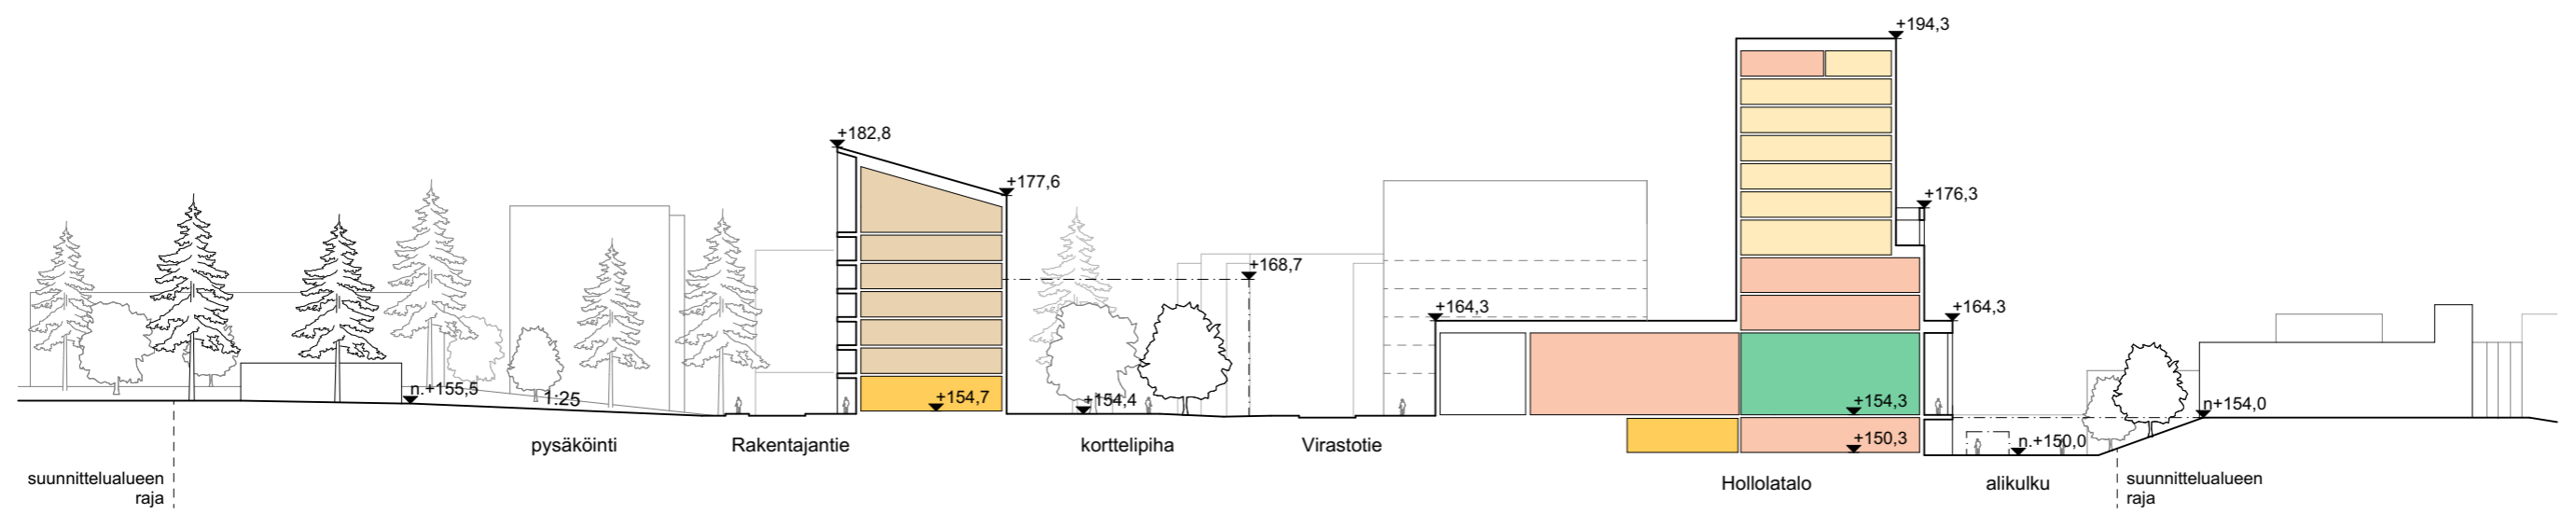 +194,3
+182,8
+177,6
+176,3
+168,7
+164,3
+164,3
n.+155,5
1:25
+154,7
+154,4
+154,3
n+154,0
+150,3
n.+150,0
pysäköinti
Rakentajantie
korttelipiha
Virastotie
Hollolatalo
alikulku
suunnittelualueen
raja
suunnittelualueen
raja